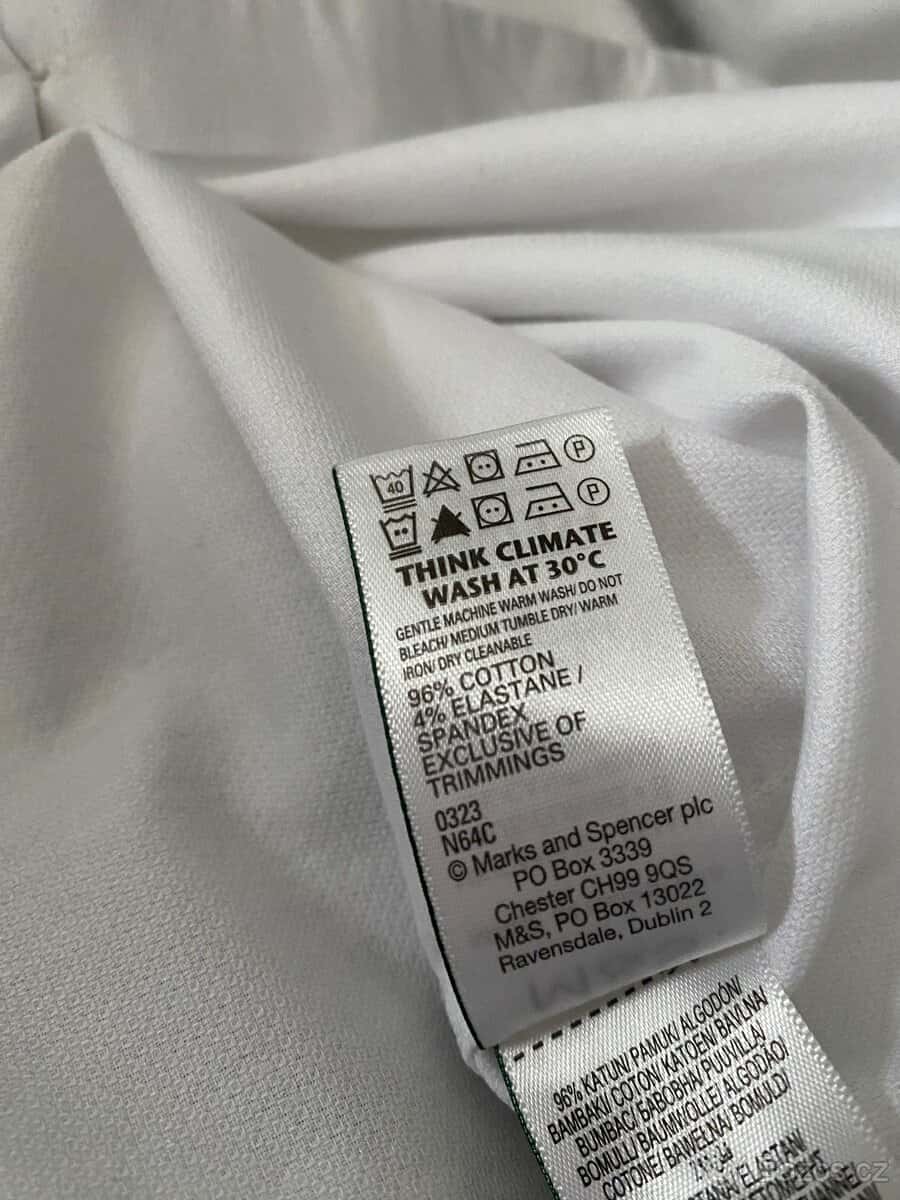 40
P
P
THINK CLIMATE
WASH AT 30°C
GENTLE MACHINE WARM WASH/ DO NOT
BLEACH/ MEDIUM TUMBLE DRY/ WARM
IRON/ DRY CLEANABLE
96% COTTON
4% ELASTANE /
SPANDEX
EXCLUSIVE OF
TRIMMINGS
0323
N64C
© Marks and Spencer plc
PO Box 3339
Chester CH99 9QS
M&S, PO Box 13022
Ravensdale, Dublin 2
96% KATUN/ PAMUK/ ALGODÓN/
BAMBAKI/ COTON/ KATOEN/ BAVLNA/
BUMBAC/ БАВОВНА/ PUUVILLA/
BOMULL/ BAUMWOLLE/ ALGODÃO/
COTONE/ BAWEŁNA/ BOMULD/
ELASTAN/